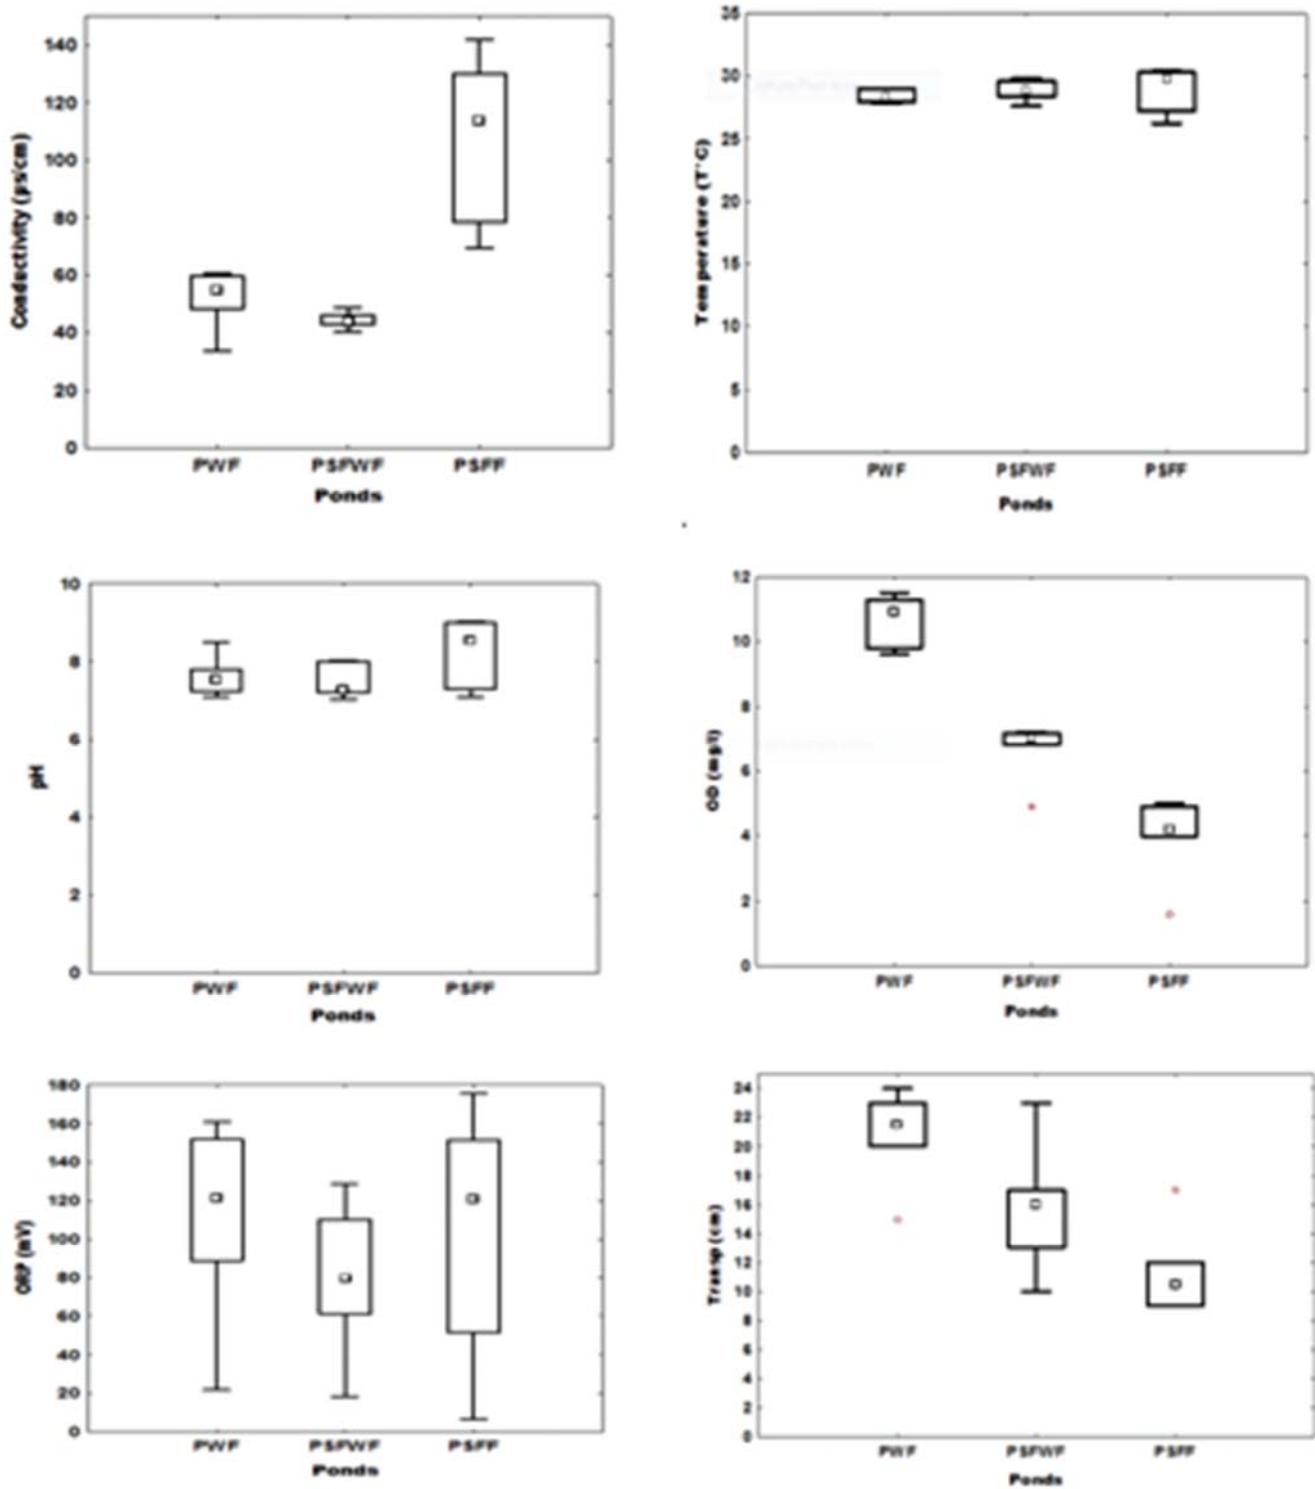 Conductivity (µs/cm)
140
120
100
80
60
40
20
0
PWF PSFWF PSFF
Ponds
Temperature (T°C)
35
30
25
20
15
10
5
0
PWF PSFWF PSFF
Ponds
pH
10
8
6
4
2
0
PWF PSFWF PSFF
Ponds
OD (mg/l)
12
10
8
6
4
2
0
PWF PSFWF PSFF
Ponds
ORP (mV)
180
160
140
120
100
80
60
40
20
0
PWF PSFWF PSFF
Ponds
Transp (cm)
24
22
20
18
16
14
12
10
8
6
4
2
0
PWF PSFWF PSFF
Ponds